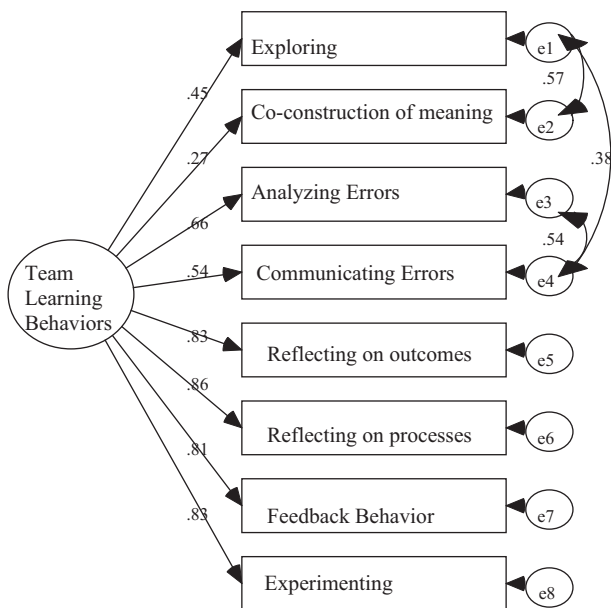 Exploring
e1
.57
.45
Co-construction of meaning
e2
.38
.27
Analyzing Errors
e3
.66
.54
.54
Communicating Errors
e4
Team
Learning
Behaviors
.83
Reflecting on outcomes
e5
.86
Reflecting on processes
e6
.81
Feedback Behavior
e7
.83
Experimenting
e8